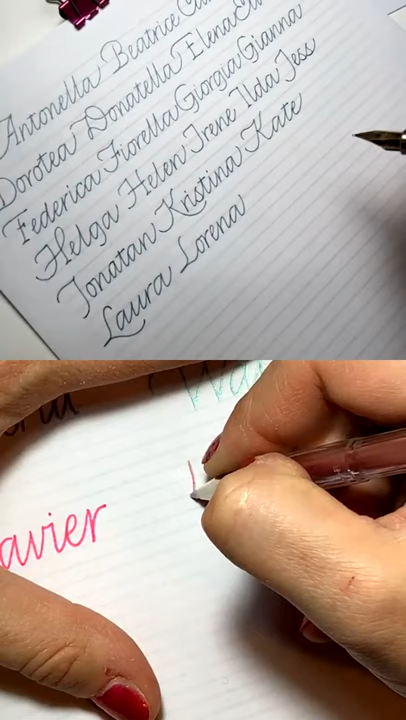 Antonella Beatrice
Dorotea Donatella Elena
Federica Fiorella Giorgia Gianna
Helga Helen Irene Ilda Jess
Jonatan Kristina Kate
Laura Lorena
avier